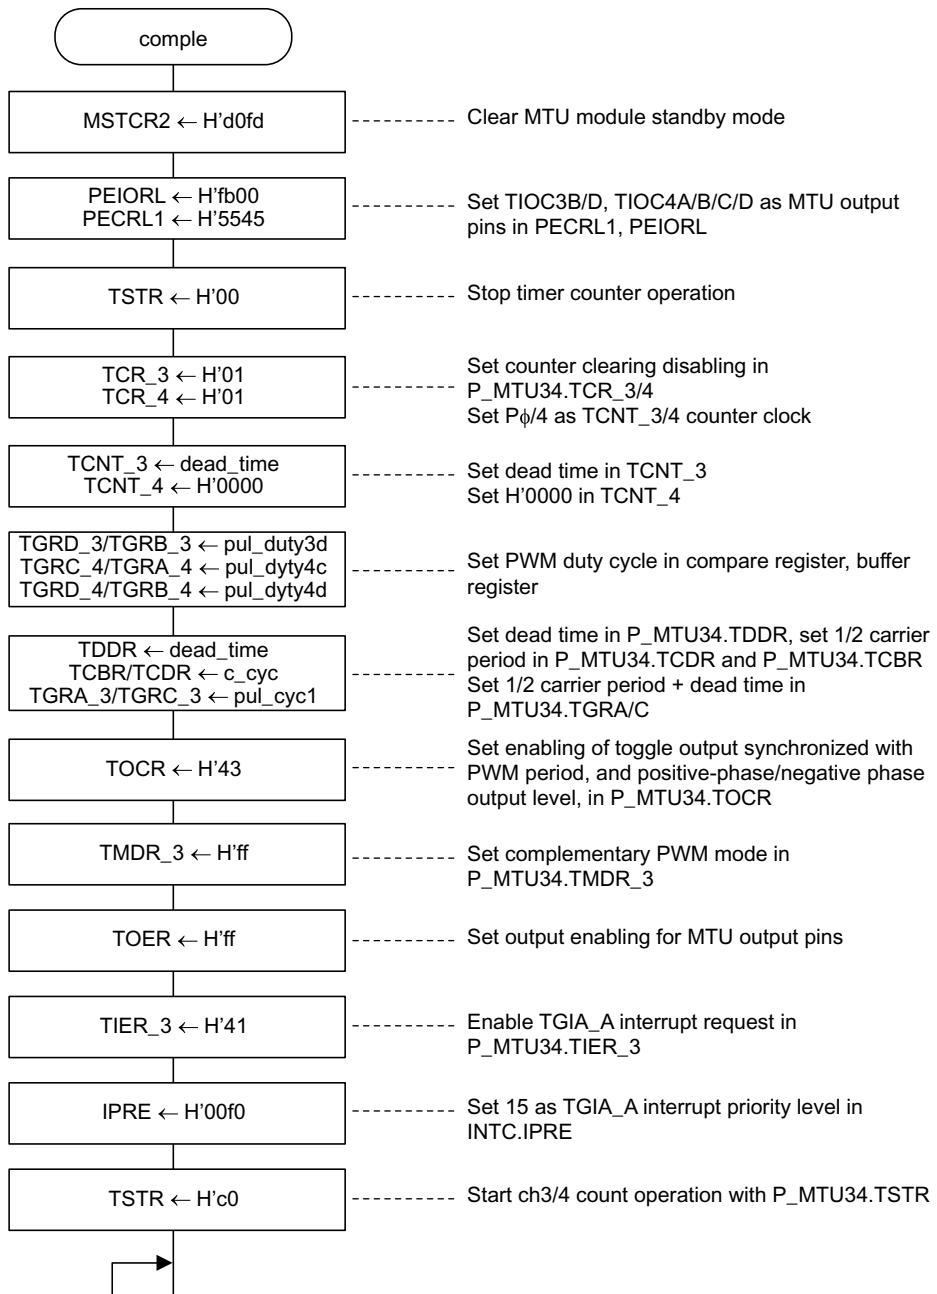 comple
MSTCR2 ← H'd0fd
Clear MTU module standby mode
PEIORL ← H'fb00
PECRL1 ← H'5545
Set TIOC3B/D, TIOC4A/B/C/D as MTU output
pins in PECRL1, PEIORL
TSTR ← H'00
Stop timer counter operation
TCR_3 ← H'01
TCR_4 ← H'01
Set counter clearing disabling in
P_MTU34.TCR_3/4
Set Pϕ/4 as TCNT_3/4 counter clock
TCNT_3 ← dead_time
TCNT_4 ← H'0000
Set dead time in TCNT_3
Set H'0000 in TCNT_4
TGRD_3/TGRB_3 ← pul_duty3d
TGRC_4/TGRA_4 ← pul_dyty4c
TGRD_4/TGRB_4 ← pul_dyty4d
Set PWM duty cycle in compare register, buffer
register
TDDR ← dead_time
TCBR/TCDR ← c_cyc
TGRA_3/TGRC_3 ← pul_cyc1
Set dead time in P_MTU34.TDDR, set 1/2 carrier
period in P_MTU34.TCDR and P_MTU34.TCBR
Set 1/2 carrier period + dead time in
P_MTU34.TGRA/C
TOCR ← H'43
Set enabling of toggle output synchronized with
PWM period, and positive-phase/negative phase
output level, in P_MTU34.TOCR
TMDR_3 ← H'ff
Set complementary PWM mode in
P_MTU34.TMDR_3
TOER ← H'ff
Set output enabling for MTU output pins
TIER_3 ← H'41
Enable TGIA_A interrupt request in
P_MTU34.TIER_3
IPRE ← H'00f0
Set 15 as TGIA_A interrupt priority level in
INTC.IPRE
TSTR ← H'c0
Start ch3/4 count operation with P_MTU34.TSTR